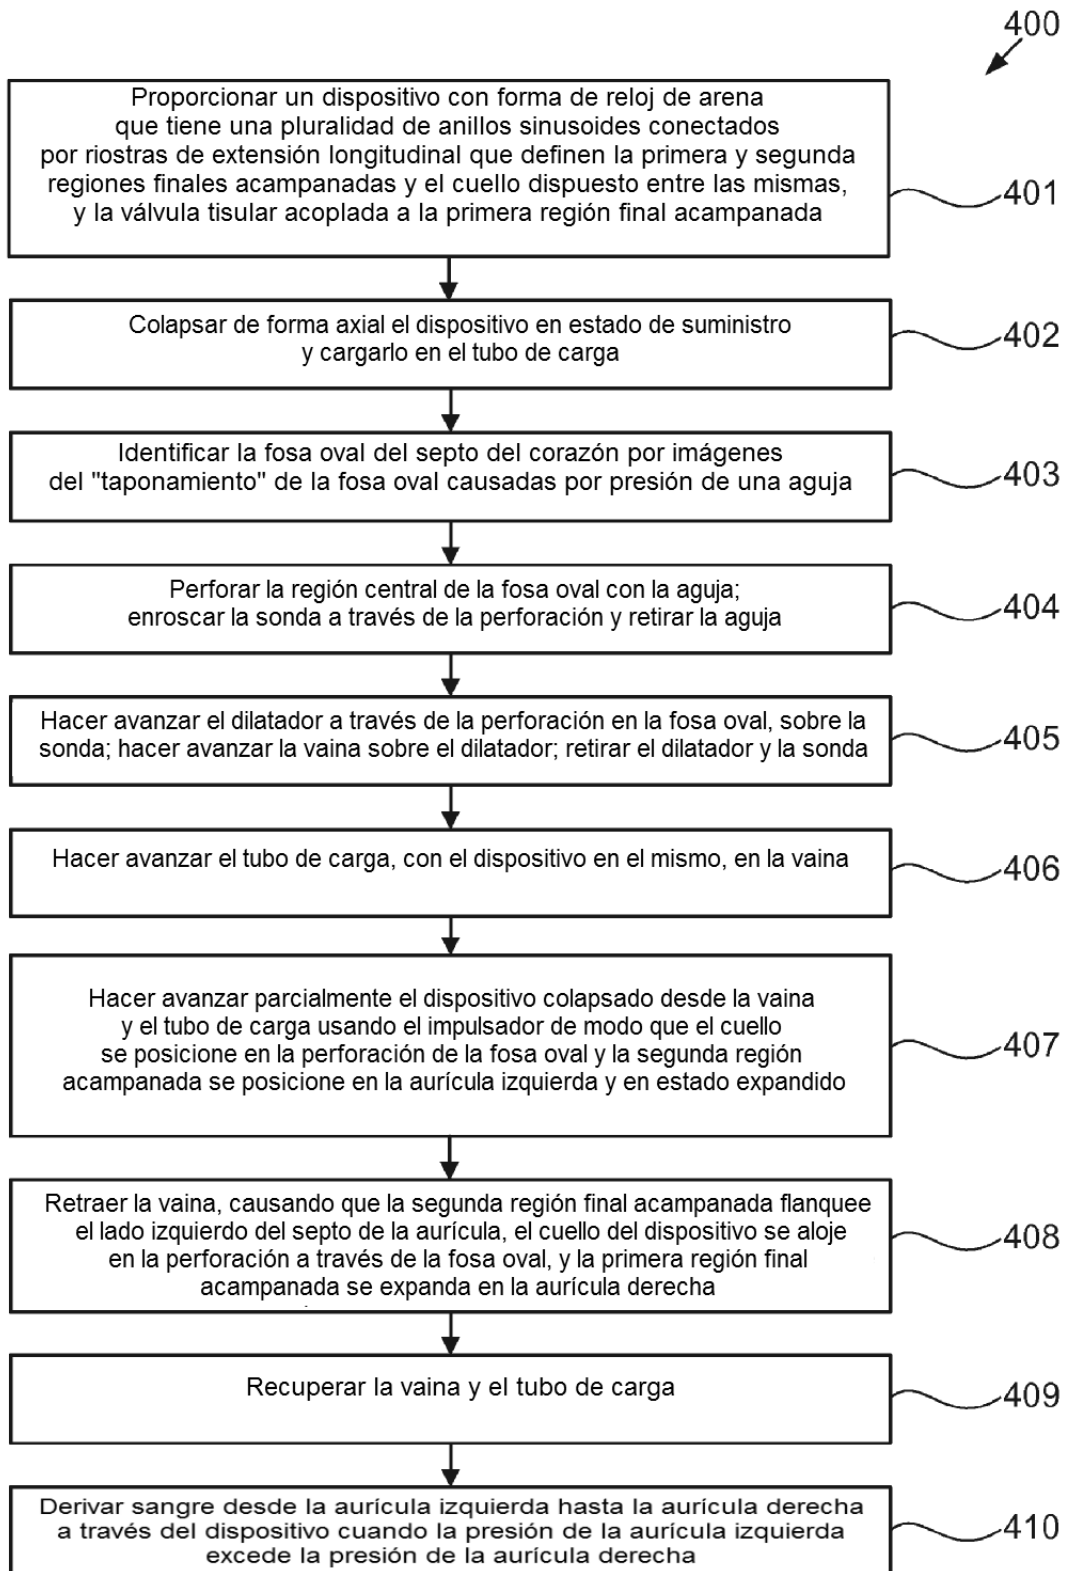 400
Proporcionar un dispositivo con forma de reloj de arena
que tiene una pluralidad de anillos sinusoides conectados
por riostras de extensión longitudinal que definen la primera y segunda
regiones finales acampanadas y el cuello dispuesto entre las mismas,
y la válvula tisular acoplada a la primera región final acampanada
401
Colapsar de forma axial el dispositivo en estado de suministro
y cargarlo en el tubo de carga
402
Identificar la fosa oval del septo del corazón por imágenes
del "taponamiento" de la fosa oval causadas por presión de una aguja
403
Perforar la región central de la fosa oval con la aguja;
enroscar la sonda a través de la perforación y retirar la aguja
404
Hacer avanzar el dilatador a través de la perforación en la fosa oval, sobre la
sonda; hacer avanzar la vaina sobre el dilatador; retirar el dilatador y la sonda
405
Hacer avanzar el tubo de carga, con el dispositivo en el mismo, en la vaina
406
Hacer avanzar parcialmente el dispositivo colapsado desde la vaina
y el tubo de carga usando el impulsador de modo que el cuello
se posicione en la perforación de la fosa oval y la segunda región
acampanada se posicione en la aurícula izquierda y en estado expandido
407
Retraer la vaina, causando que la segunda región final acampanada flanquee
el lado izquierdo del septo de la aurícula, el cuello del dispositivo se aloje
en la perforación a través de la fosa oval, y la primera región final
acampanada se expanda en la aurícula derecha
408
Recuperar la vaina y el tubo de carga
409
Derivar sangre desde la aurícula izquierda hasta la aurícula derecha
a través del dispositivo cuando la presión de la aurícula izquierda
excede la presión de la aurícula derecha
410